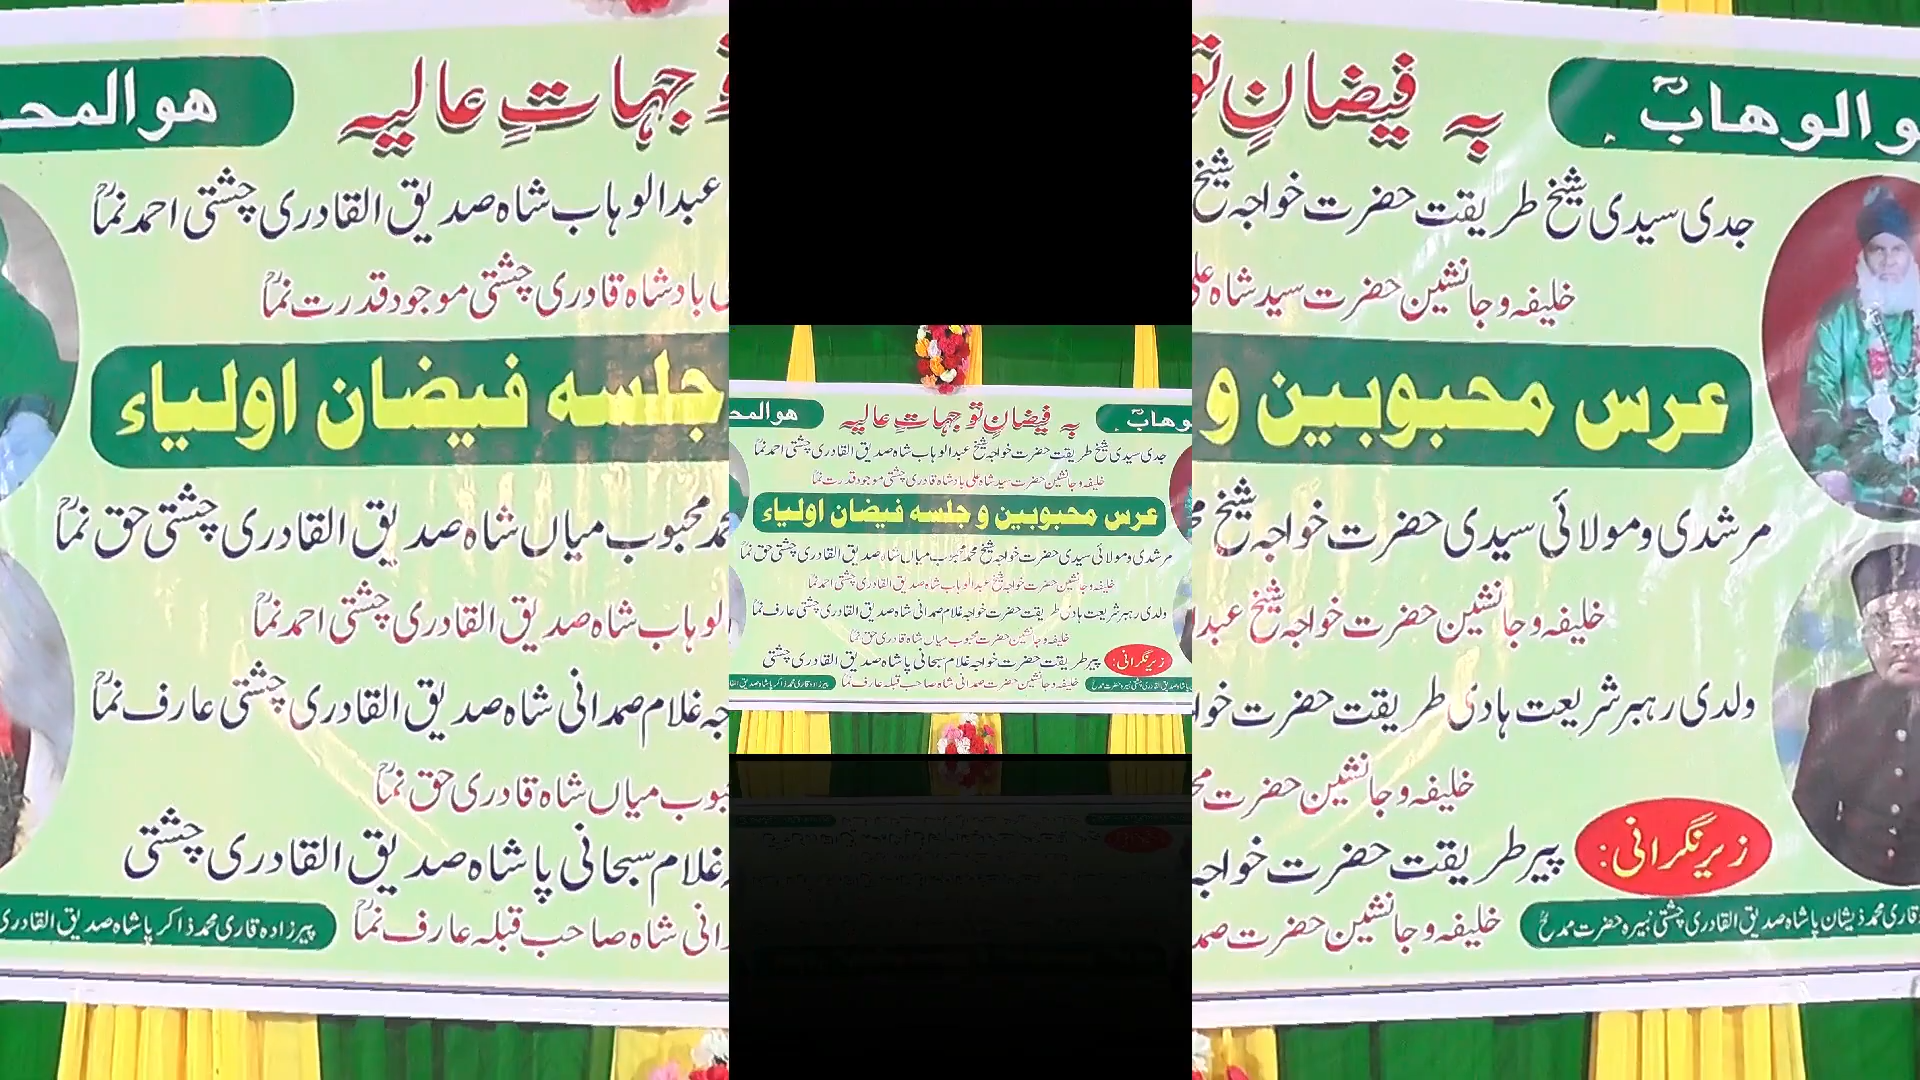 ھوالوھابؒ
بہ فیضانِ توجہاتِ عالیہ
ھوالمحـ
جدی سیدی شیخ طریقت حضرت خواجہ شیخ عبدالوہاب شاہ صدیق القادری چشتی احمد نماؒ
خلیفہ و جانشین حضرت سید شاہ علی بادشاہ قادری چشتی موجود قدرت نماؒ
عرس محبوبین و جلسه فیضان اولیاء
مرشدی و مولائی سیدی حضرت خواجہ شیخ محمد محبوب میاں شاہ صدیق القادری چشتی حق نماؒ
خلیفہ و جانشین حضرت خواجہ شیخ عبدالوہاب شاہ صدیق القادری چشتی احمد نماؒ
ولدی رہبر شریعت ہادی طریقت حضرت خواجہ غلام صمدانی شاہ صدیق القادری چشتی عارف نماؒ
خلیفہ و جانشین حضرت محبوب میاں شاہ قادری حق نماؒ
زیر نگرانی: پیر طریقت حضرت خواجہ غلام سبحانی پاشاہ صدیق القادری چشتی
خلیفہ و جانشین حضرت صمدانی شاہ صاحب قبلہ عارف نماؒ
قاری محمد ذیشان پاشاہ صدیق القادری چشتی نبیرہ حضرت ممدوحؒ
پیرزادہ قاری محمد ذاکر پاشاہ صدیق القادری